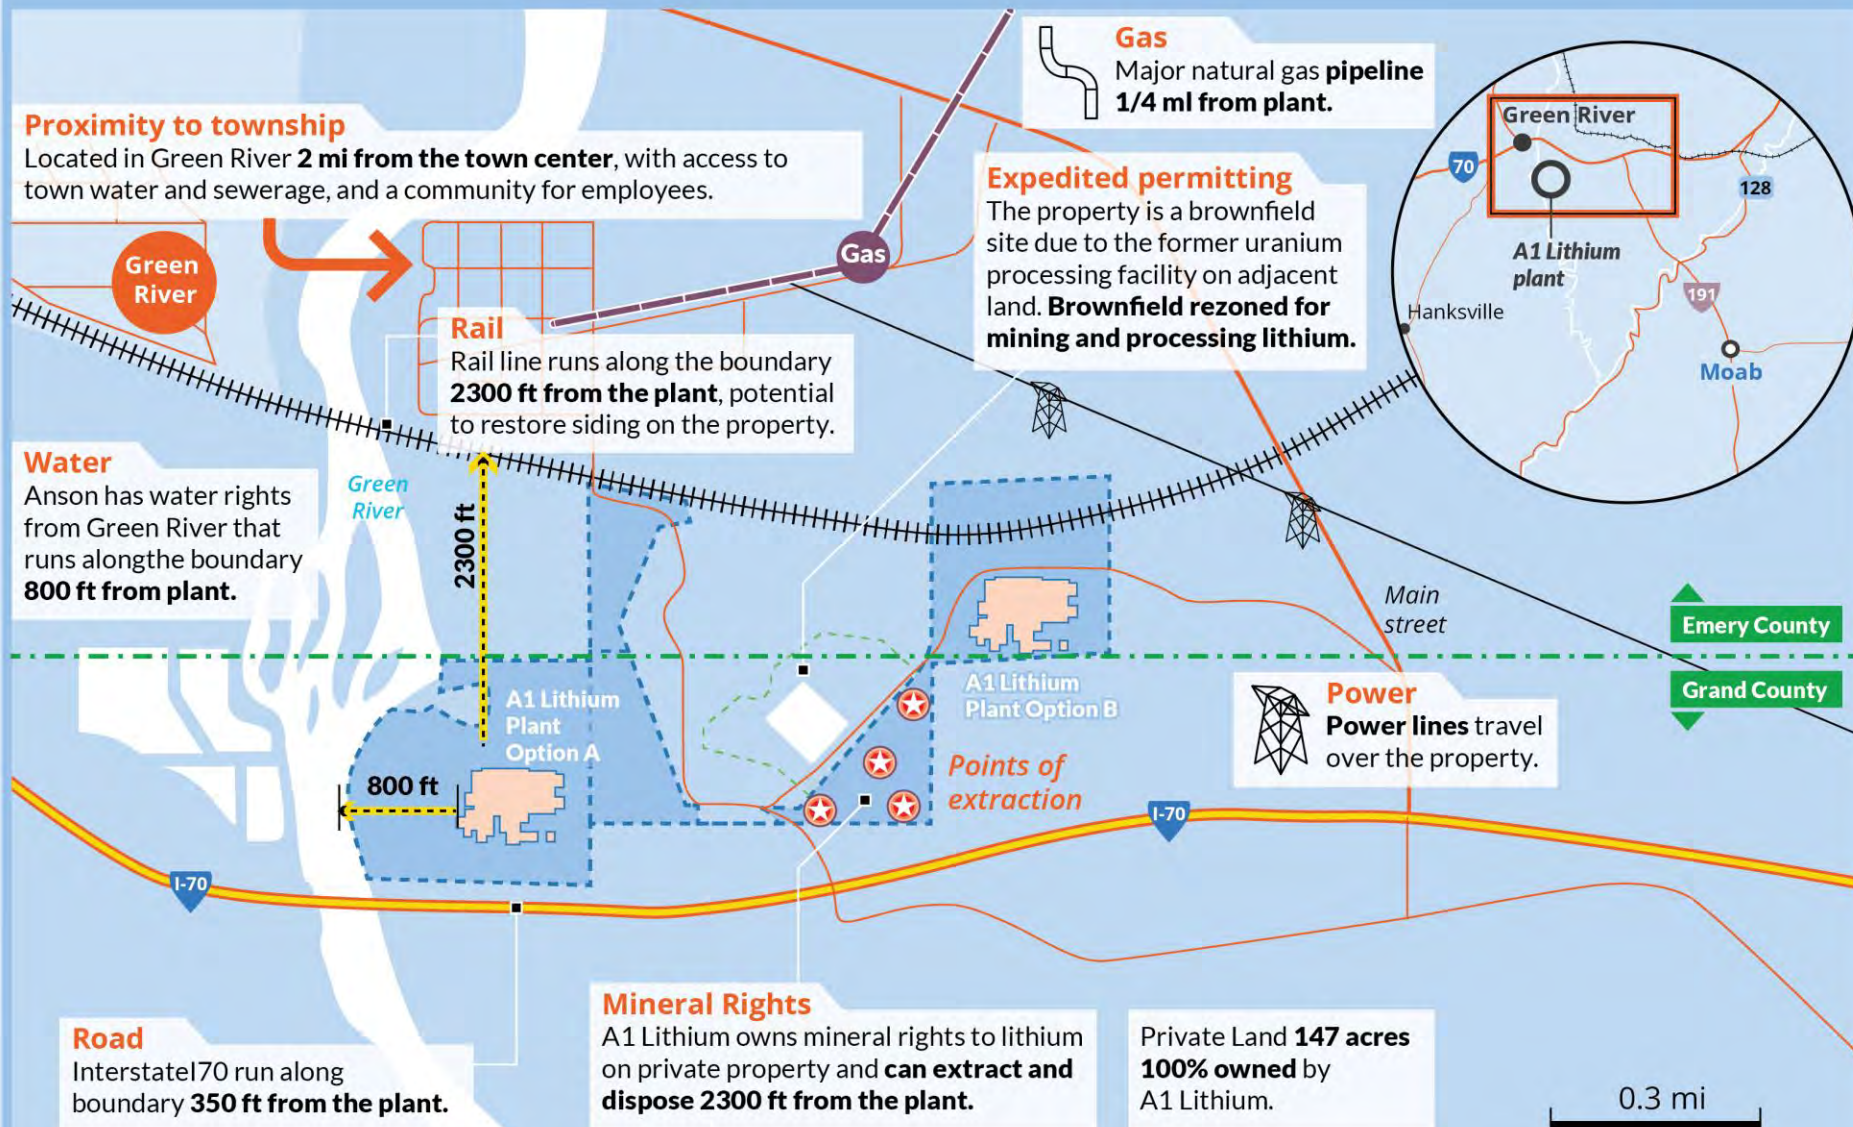 Gas
Major natural gas pipeline
1/4 ml from plant.
Proximity to township
Located in Green River 2 mi from the town center, with access to
town water and sewerage, and a community for employees.
Green
River
Gas
Expedited permitting
The property is a brownfield
site due to the former uranium
processing facility on adjacent
land. Brownfield rezoned for
mining and processing lithium.
Green River
70
128
A1 Lithium
plant
191
Hanksville
Moab
Rail
Rail line runs along the boundary
2300 ft from the plant, potential
to restore siding on the property.
Water
Anson has water rights
from Green River that
runs alongthe boundary
800 ft from plant.
Green
River
2300 ft
Main
street
Emery County
Grand County
A1 Lithium
Plant
Option A
A1 Lithium
Plant Option B
Power
Power lines travel
over the property.
Points of
extraction
800 ft
I-70
I-70
Mineral Rights
A1 Lithium owns mineral rights to lithium
on private property and can extract and
dispose 2300 ft from the plant.
Road
InterstateI70 run along
boundary 350 ft from the plant.
Private Land 147 acres
100% owned by
A1 Lithium.
0.3 mi